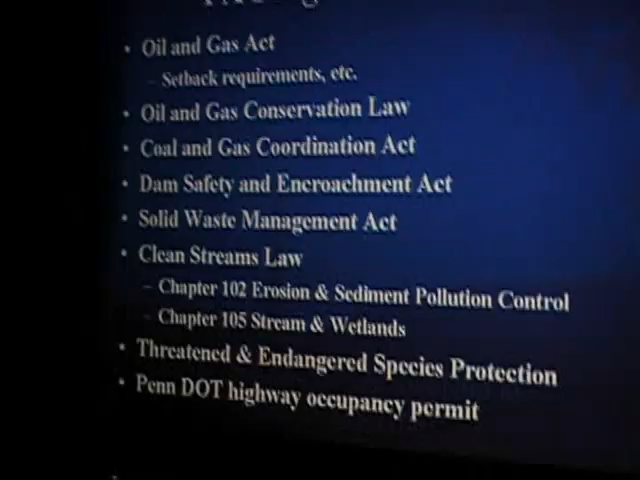 • Oil and Gas Act
– Setback requirements, etc.
• Oil and Gas Conservation Law
• Coal and Gas Coordination Act
• Dam Safety and Encroachment Act
• Solid Waste Management Act
• Clean Streams Law
– Chapter 102 Erosion & Sediment Pollution Control
– Chapter 105 Stream & Wetlands
• Threatened & Endangered Species Protection
• Penn DOT highway occupancy permit